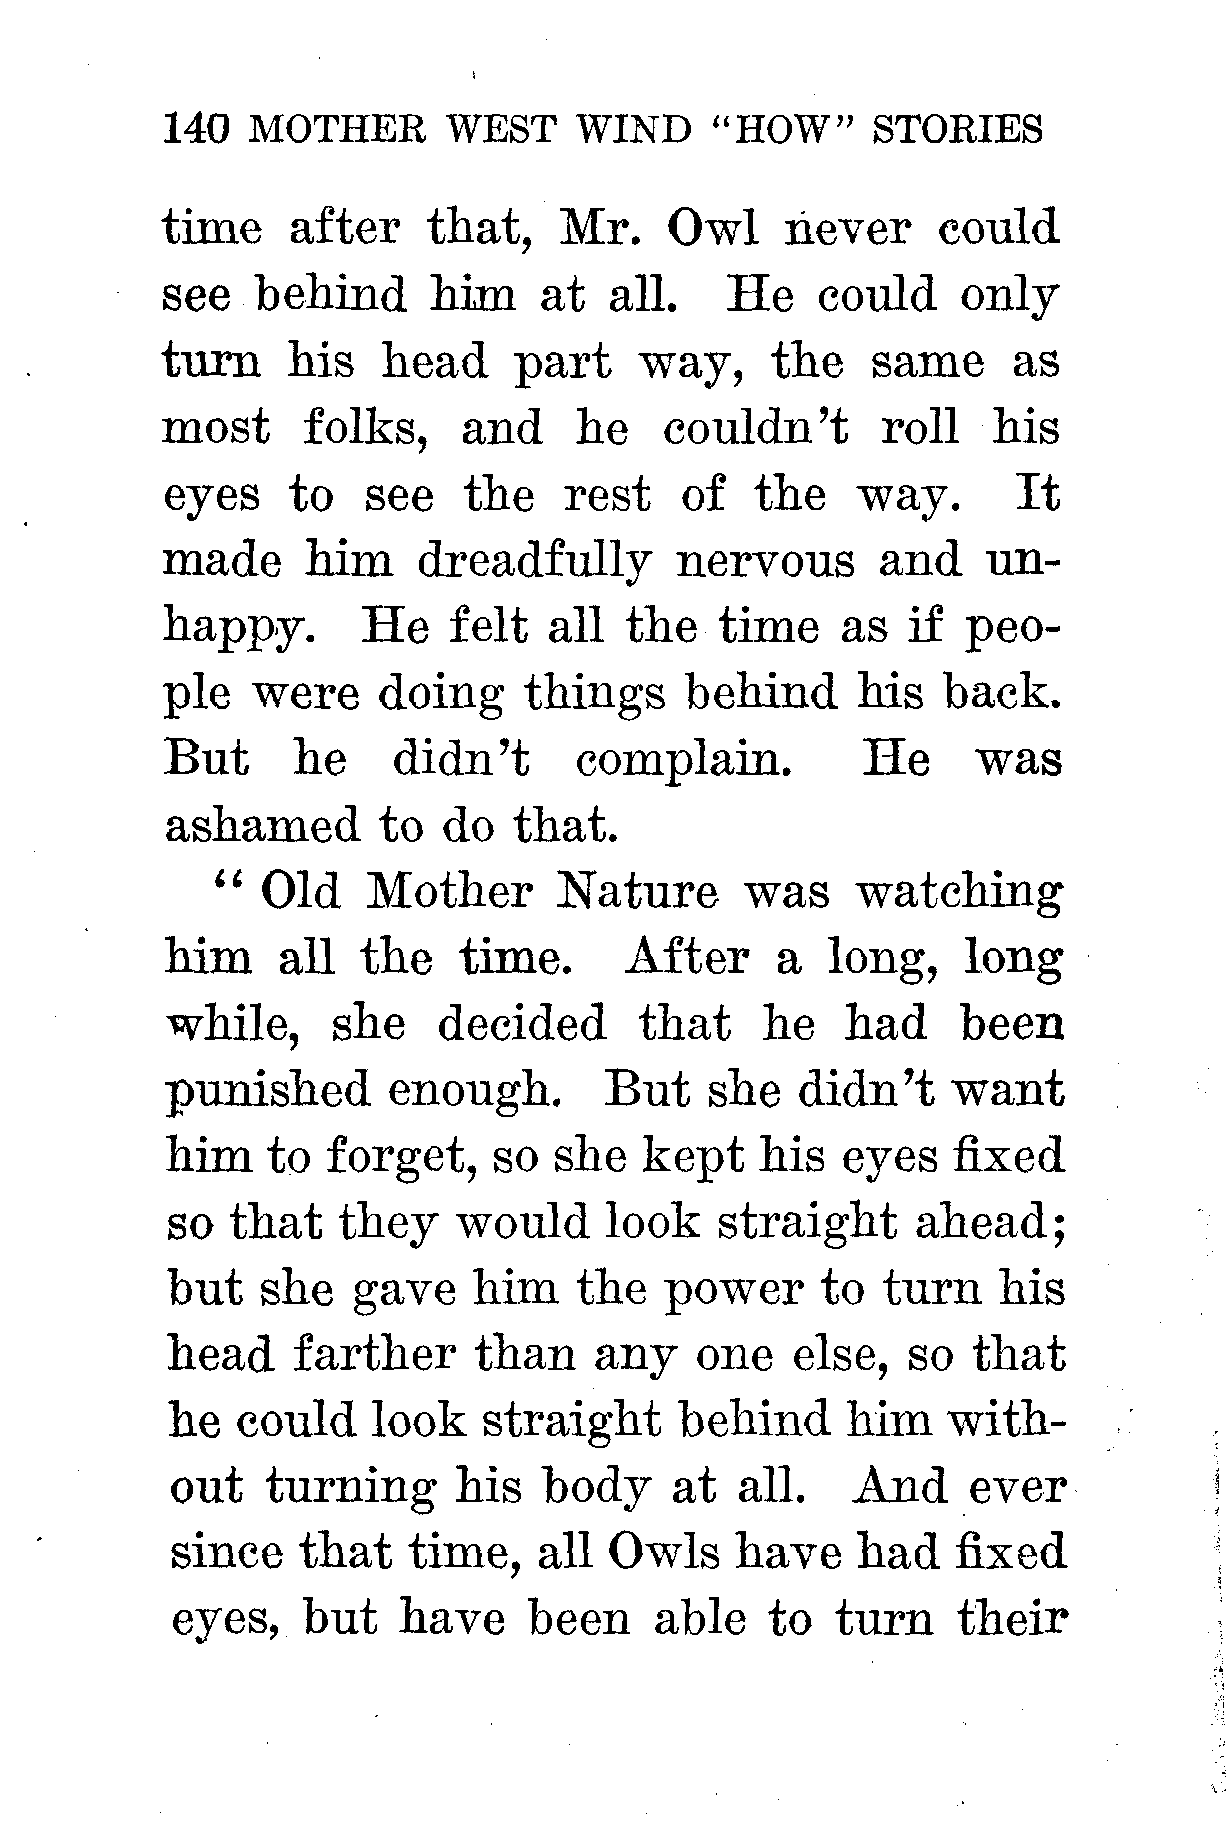 140 MOTHER WEST WIND "HOW" STORIES
time after that, Mr. Owl never could
see behind him at all. He could only
turn his head part way, the same as
most folks, and he couldn't roll his
eyes to see the rest of the way. It
made him dreadfully nervous and un-
happy. He felt all the time as if peo-
ple were doing things behind his back.
But he didn't complain. He was
ashamed to do that.
" Old Mother Nature was watching
him all the time. After a long, long
while, she decided that he had been
punished enough. But she didn't want
him to forget, so she kept his eyes fixed
so that they would look straight ahead;
but she gave him the power to turn his
head farther than any one else, so that
he could look straight behind him with-
out turning his body at all. And ever
since that time, all Owls have had fixed
eyes, but have been able to turn their